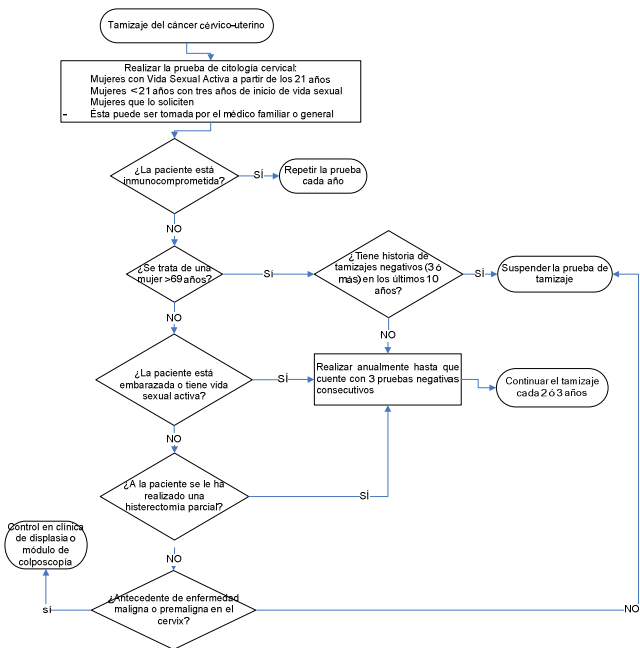 Tamizaje del cáncer cérvico-uterino
Realizar la prueba de citología cervical:
Mujeres con Vida Sexual Activa a partir de los 21 años
Mujeres <21 años con tres años de inicio de vida sexual
Mujeres que lo soliciten
- Ésta puede ser tomada por el médico familiar o general
¿La paciente está
inmunocomprometida?
SÍ
Repetir la prueba
cada año
NO
¿Se trata de una
mujer >69 años?
Sí
¿Tiene historia de
tamizajes negativos (3 ó
más) en los últimos 10
años?
SÍ
Suspender la prueba de
tamizaje
NO
NO
¿La paciente está
embarazada o tiene vida
sexual activa?
SÍ
Realizar anualmente hasta que
cuente con 3 pruebas negativas
consecutivos
Continuar el tamizaje
cada 2 ó 3 años
NO
¿A la paciente se le ha
realizado una
histerectomía parcial?
SÍ
Control en clínica
de displasia o
módulo de
colposcopía
NO
¿Antecedente de enfermedad
maligna o premaligna en el
cervix?
sí
NO